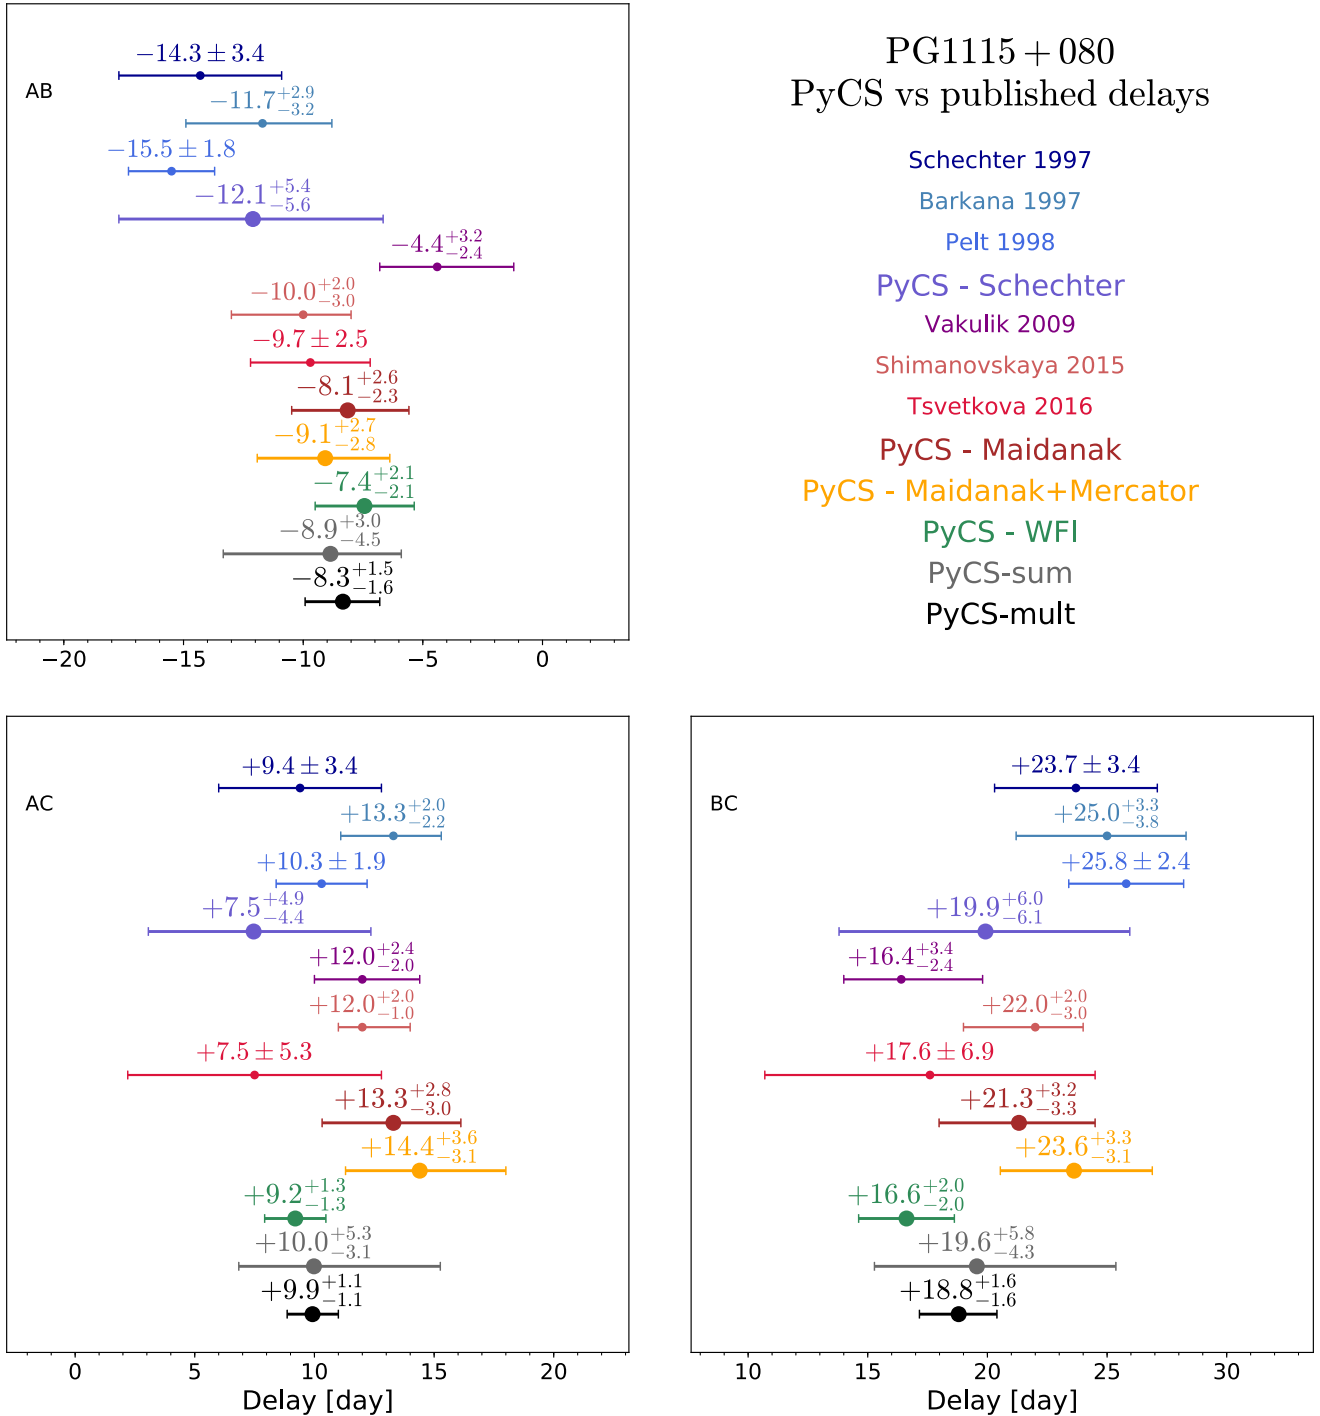 AB
−14.3 ± 3.4
−11.7 +2.9 −3.2
−15.5 ± 1.8
−12.1 +5.4 −5.6
−4.4 +3.2 −2.4
−10.0 +2.0 −3.0
−9.7 ± 2.5
−8.1 +2.6 −2.3
−9.1 +2.7 −2.8
−7.4 +2.1 −2.1
−8.9 +3.0 −4.5
−8.3 +1.5 −1.6
−20 −15 −10 −5 0
PG1115 + 080
PyCS vs published delays
Schechter 1997
Barkana 1997
Pelt 1998
PyCS - Schechter
Vakulik 2009
Shimanovskaya 2015
Tsvetkova 2016
PyCS - Maidanak
PyCS - Maidanak+Mercator
PyCS - WFI
PyCS-sum
PyCS-mult
AC
+9.4 ± 3.4
+13.3 +2.0 −2.2
+10.3 ± 1.9
+7.5 +4.9 −4.4
+12.0 +2.4 −2.0
+12.0 +2.0 −1.0
+7.5 ± 5.3
+13.3 +2.8 −3.0
+14.4 +3.6 −3.1
+9.2 +1.3 −1.3
+10.0 +5.3 −3.1
+9.9 +1.1 −1.1
0 5 10 15 20
Delay [day]
BC
+23.7 ± 3.4
+25.0 +3.3 −3.8
+25.8 ± 2.4
+19.9 +6.0 −6.1
+16.4 +3.4 −2.4
+22.0 +2.0 −3.0
+17.6 ± 6.9
+21.3 +3.2 −3.3
+23.6 +3.3 −3.1
+16.6 +2.0 −2.0
+19.6 +5.8 −4.3
+18.8 +1.6 −1.6
10 15 20 25 30
Delay [day]